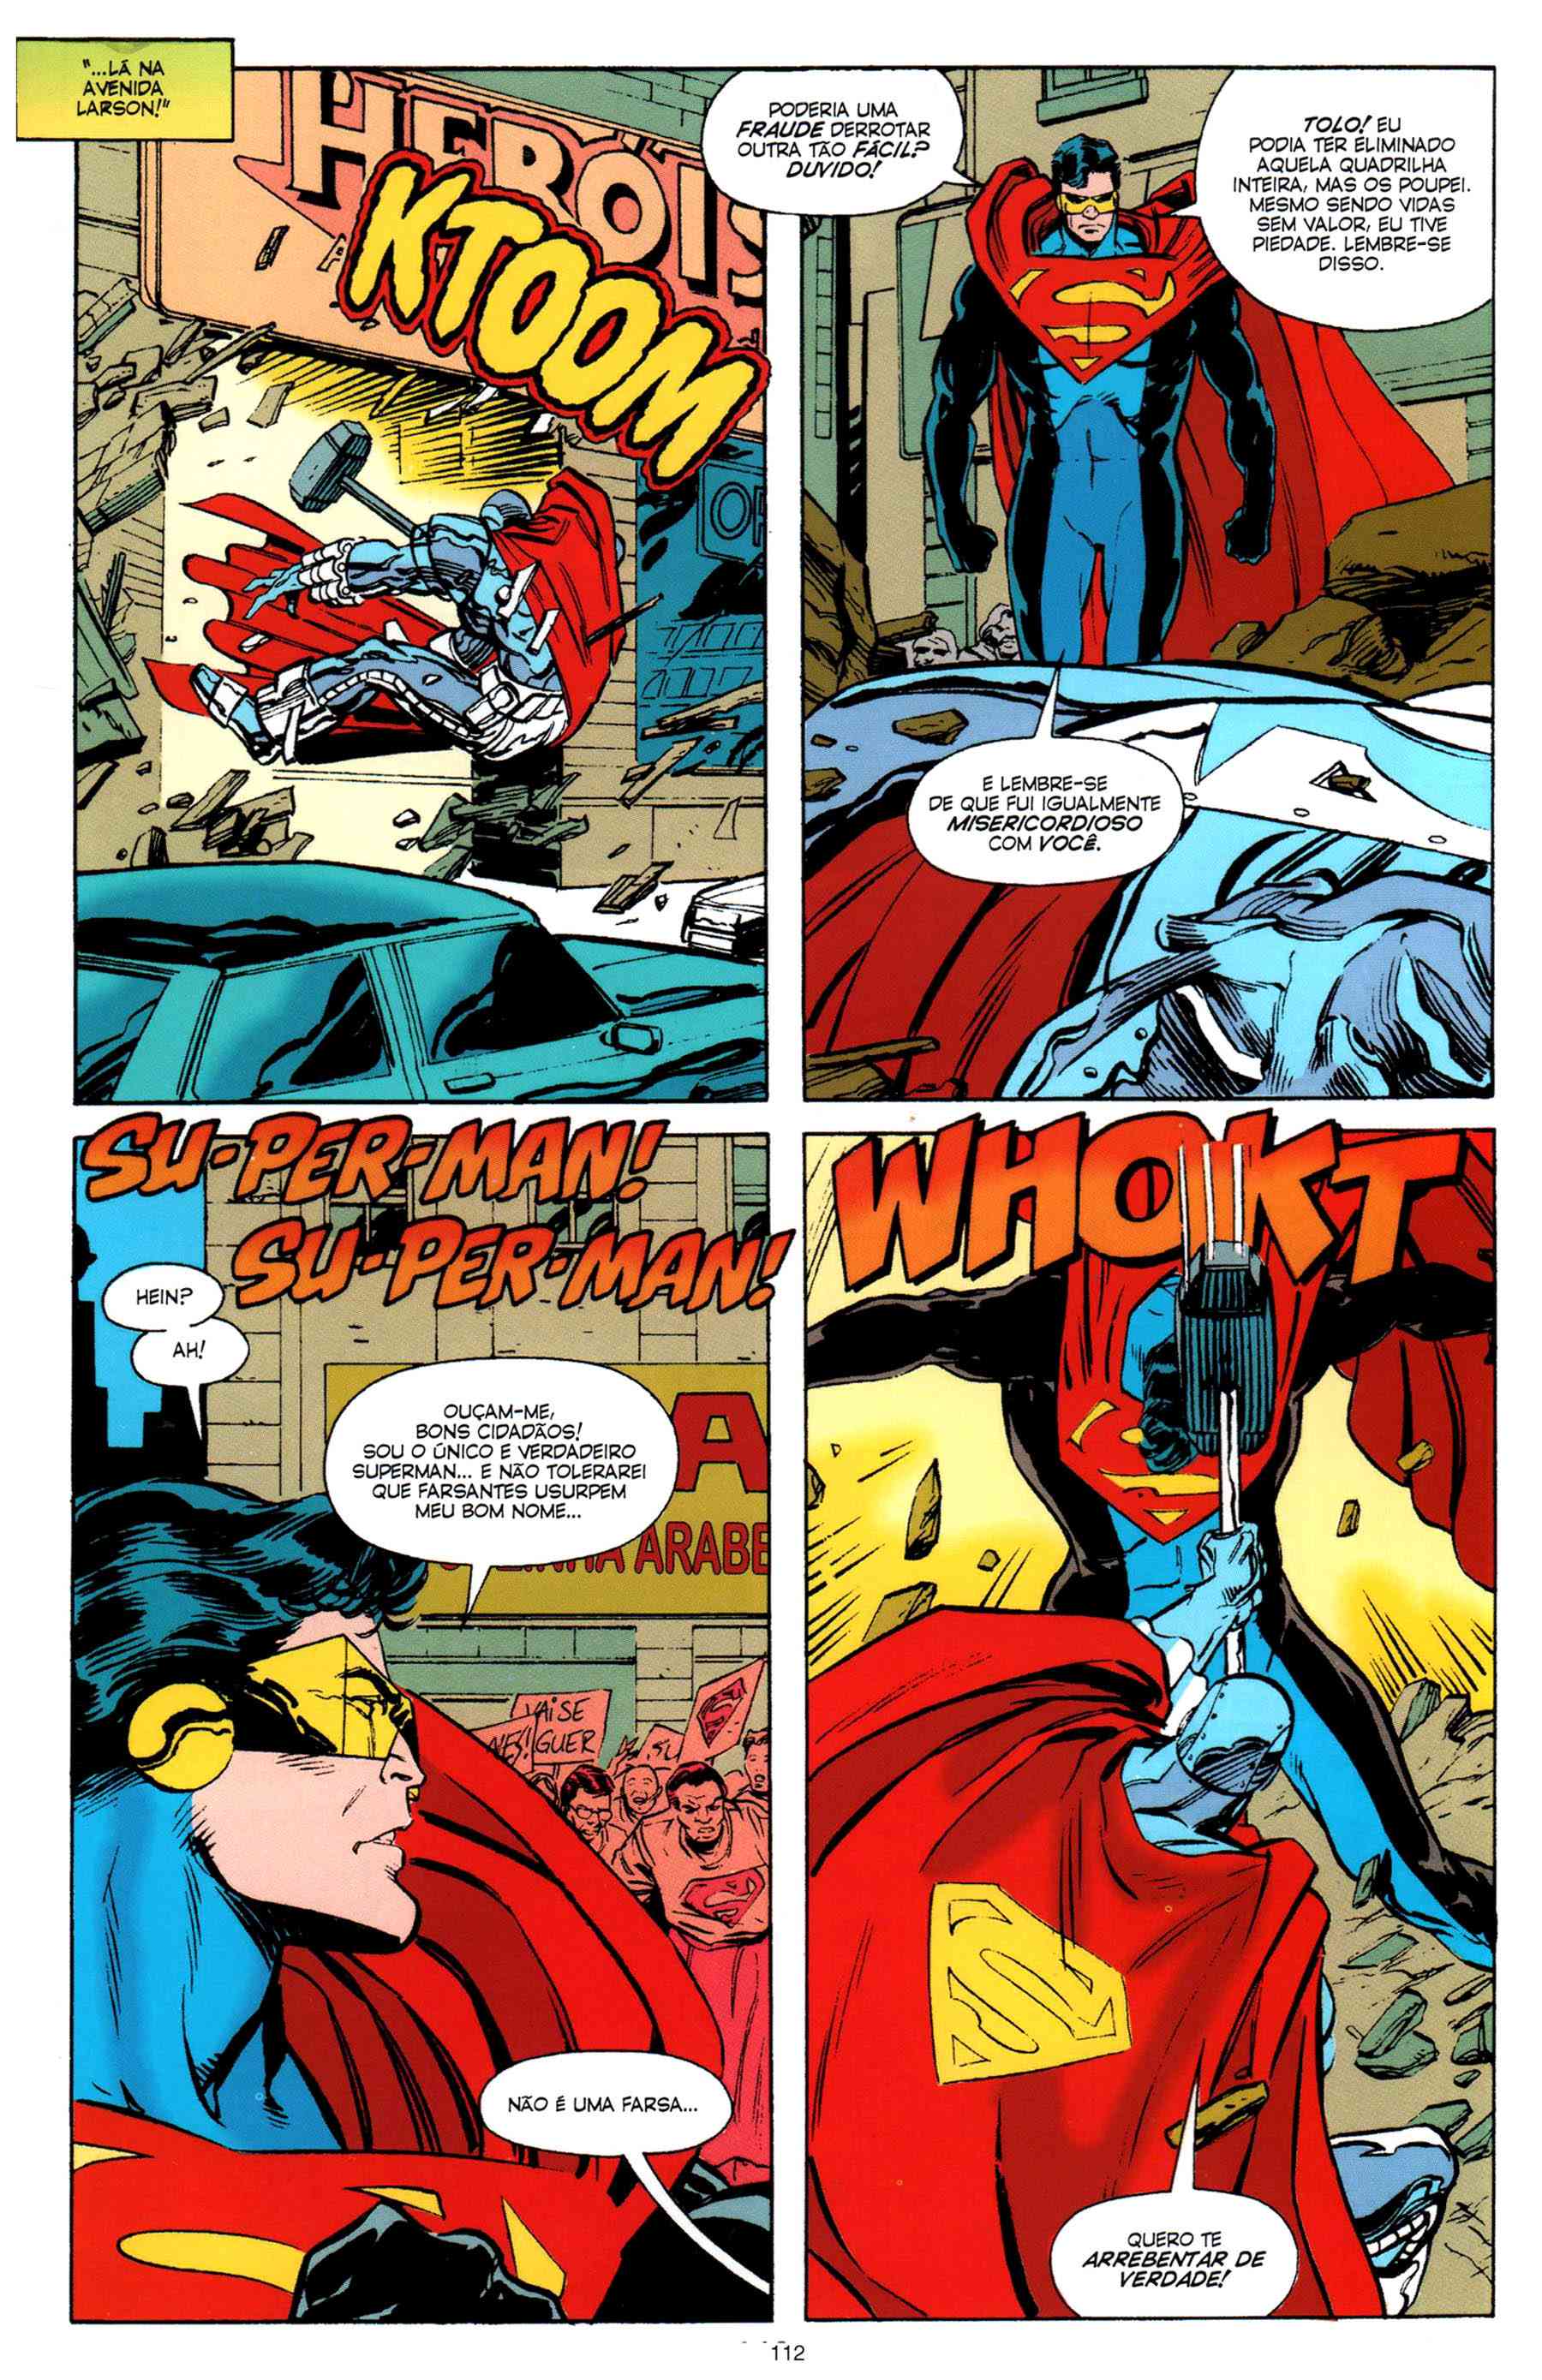 "...LÁ NA
AVENIDA
LARSON!"
HERÓIS
KTOOM
PODERIA UMA
FRAUDE DERROTAR
OUTRA TÃO FÁCIL?
DUVIDO!
TOLO! EU
PODIA TER ELIMINADO
AQUELA QUADRILHA
INTEIRA, MAS OS POUPEI.
MESMO SENDO VIDAS
SEM VALOR, EU TIVE
PIEDADE. LEMBRE-SE
DISSO.
E LEMBRE-SE
DE QUE FUI IGUALMENTE
MISERICORDIOSO
COM VOCÊ.
SU-PER-MAN!
SU-PER-MAN!
HEIN?
AH!
OUÇAM-ME,
BONS CIDADÃOS!
SOU O ÚNICO E VERDADEIRO
SUPERMAN... E NÃO TOLERAREI
QUE FARSANTES USURPEM
MEU BOM NOME...
A
ARABE
VAI SE
GUER
NÃO É UMA FARSA...
WHOKT
QUERO TE
ARREBENTAR DE
VERDADE!
112